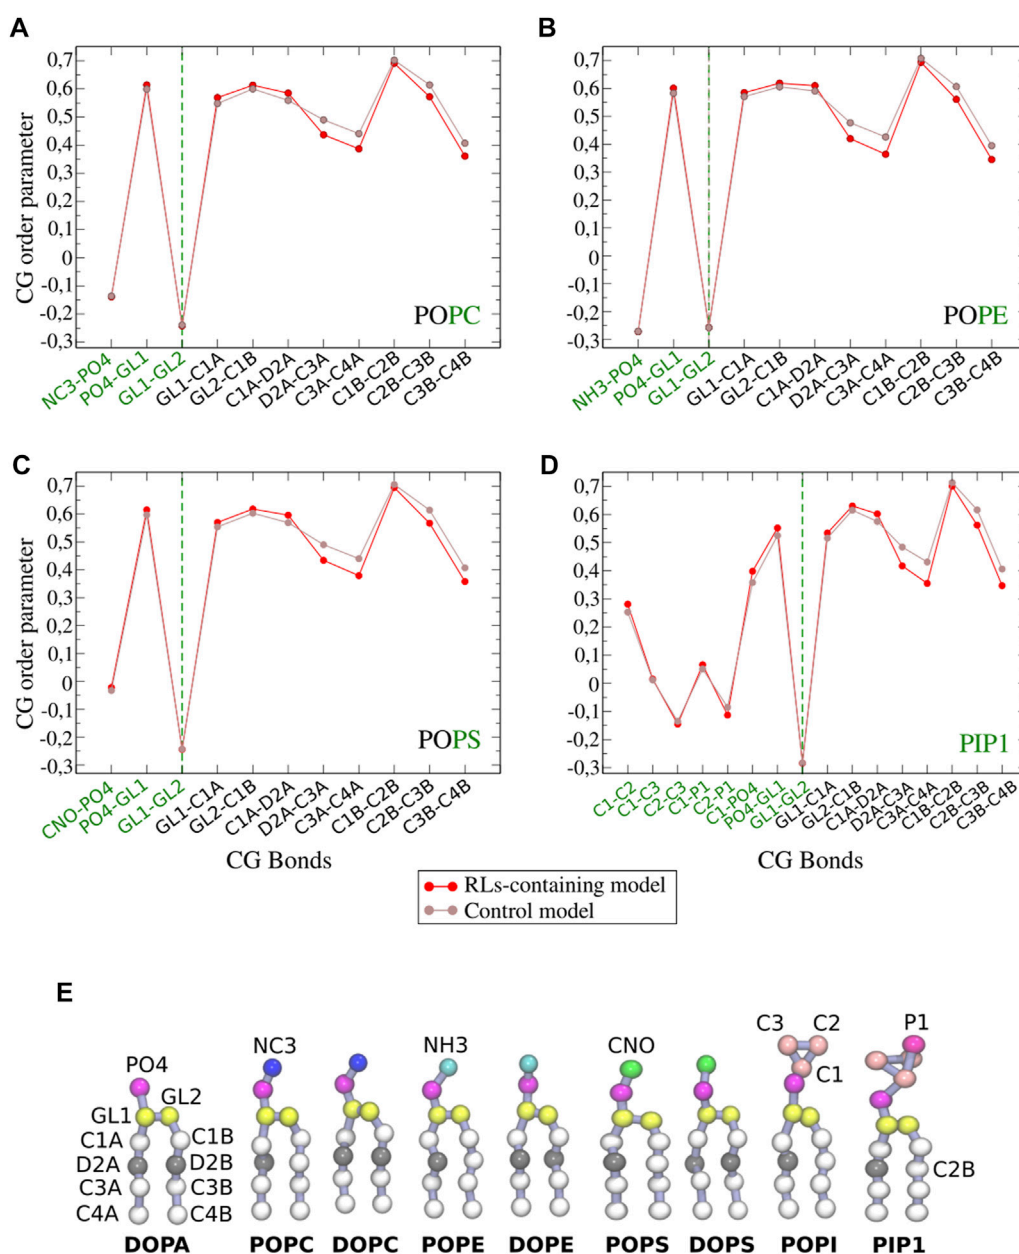 A
CG order parameter
0,7
0,6
0,5
0,4
0,3
0,2
0,1
0
-0,1
-0,2
-0,3
POPC
NC3-PO4
PO4-GL1
GL1-GL2
GL1-C1A
GL2-C1B
C1A-D2A
D2A-C3A
C3A-C4A
C1B-C2B
C2B-C3B
C3B-C4B
B
0,7
0,6
0,5
0,4
0,3
0,2
0,1
0
-0,1
-0,2
-0,3
POPE
NH3-PO4
PO4-GL1
GL1-GL2
GL1-C1A
GL2-C1B
C1A-D2A
D2A-C3A
C3A-C4A
C1B-C2B
C2B-C3B
C3B-C4B
C
CG order parameter
0,7
0,6
0,5
0,4
0,3
0,2
0,1
0
-0,1
-0,2
-0,3
POPS
CNO-PO4
PO4-GL1
GL1-GL2
GL1-C1A
GL2-C1B
C1A-D2A
D2A-C3A
C3A-C4A
C1B-C2B
C2B-C3B
C3B-C4B
CG Bonds
D
0,7
0,6
0,5
0,4
0,3
0,2
0,1
0
-0,1
-0,2
-0,3
PIP1
C1-C2
C1-C3
C2-C3
C1-P1
C2-P1
C1-PO4
PO4-GL1
GL1-GL2
GL1-C1A
GL2-C1B
C1A-D2A
D2A-C3A
C3A-C4A
C1B-C2B
C2B-C3B
C3B-C4B
CG Bonds
RLs-containing model
Control model
E
PO4
GL1
GL2
C1A
C1B
D2A
D2B
C3A
C3B
C4A
C4B
DOPA
NC3
POPC
DOPC
NH3
POPE
DOPE
CNO
POPS
DOPS
C3
C2
C1
POPI
P1
C2B
PIP1